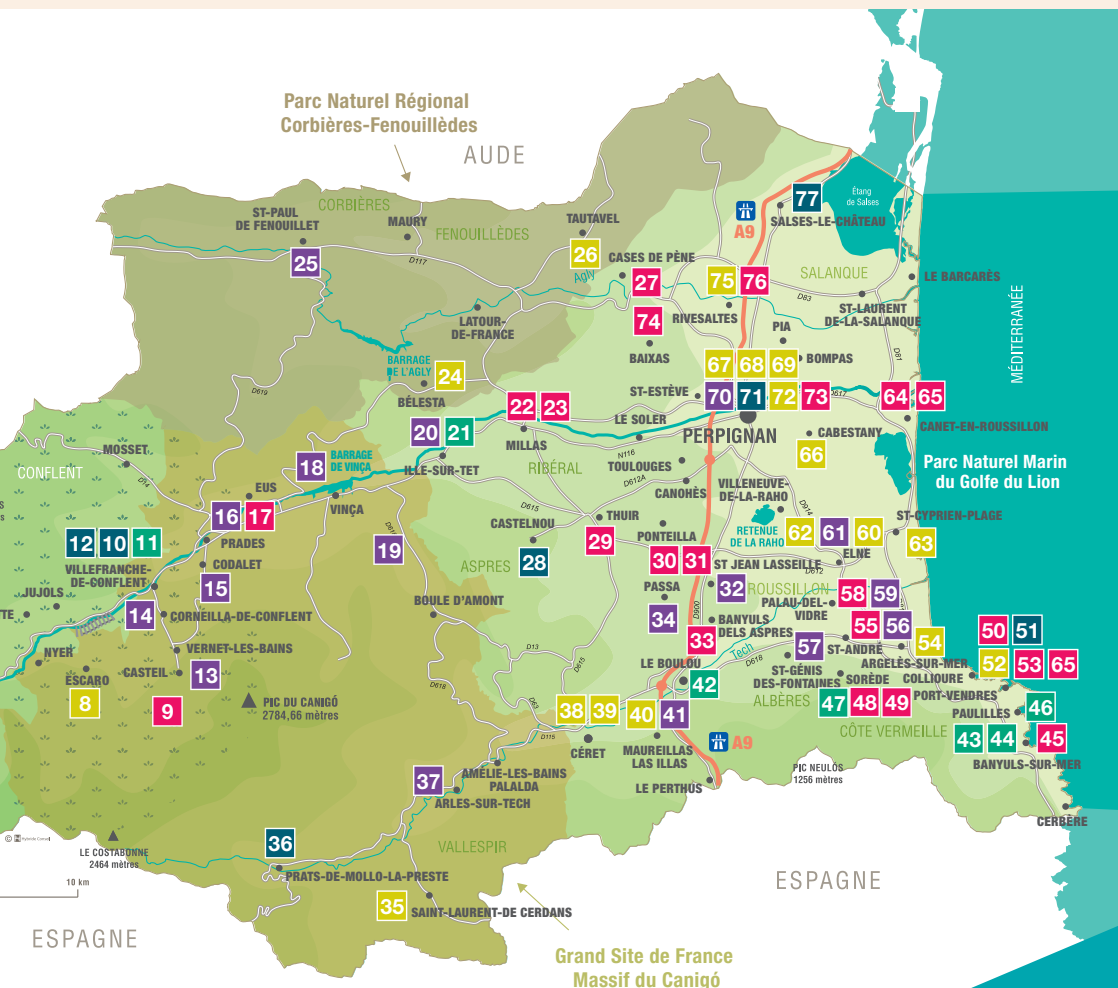 Parc Naturel Régional
Corbières-Fenouillèdes
AUDE
CORBIÈRES
ST-PAUL
DE FENOUILLET
25
MAURY
FENOUILLÈDES
D117
TAUTAVEL
26
Agly
CASES DE PÈNE
27
74
BAIXAS
A9
77
SALSES-LE-CHÂTEAU
Étang
de Salses
SALANQUE
LE BARCARÈS
75 76
RIVESALTES
D83
ST-LAURENT
DE-LA-SALANQUE
PIA
D81
MÉDITERRANÉE
LATOUR-
DE-FRANCE
BARRAGE
DE L'AGLY
24
BÉLESTA
D619
67 68 69
BOMPAS
ST-ESTÈVE
70 71 72 73
D617
64 65
PERPIGNAN
CABESTANY
66
CANET-EN-ROUSSILLON
22 23
MILLAS
LE SOLER
N116
20 21
ILLE-SUR-TET
RIBÉRAL
TOULOUGES
D612A
CANOHÈS
Parc Naturel Marin
du Golfe du Lion
MOSSET
CONFLENT
D14
18
BARRAGE
DE VINÇA
EUS
VINÇA
16 17
PRADES
D615
CASTELNOU
28
ASPRES
THUIR
29
PONTEILLA
30 31
VILLENEUVE-
DE-LA-RAHO
RETENUE
DE LA RAHO
D914
62 61 60
ELNE
D612
ST-CYPRIEN-PLAGE
63
12 10 11
VILLEFRANCHE-
DE-CONFLENT
CODALET
15
19
JUJOLS
TTE
14
CORNEILLA-DE-CONFLENT
BOULE D'AMONT
PASSA
34
ST JEAN LASSEILLE
32
ROUSSILLON
D900
PALAU-DEL-
VIDRE
58 59
BANYULS
DELS ASPRES
33
Tech
55 56
ST-ANDRÉ
57
54
ARGELÈS-SUR-MER
NYER
ESCARO
8
VERNET-LES-BAINS
CASTEIL
13
9
PIC DU CANIGÓ
2784,66 mètres
D13
D618
D615
D63
LE BOULOU
42
D618
ST-GÉNIS
DES-FONTAINES
SORÈDE
ALBÈRES
47 48 49
50 51
52 53 65
COLLIOURE
PORT-VENDRES
PAULILLES
46
CÔTE VERMEILLE
43 44 45
BANYULS-SUR-MER
CERBÈRE
38 39
CÉRET
D115
40 41
MAUREILLAS
LAS ILLAS
A9
LE PERTHUS
PIC NEULÓS
1256 mètres
37
AMÉLIE-LES-BAINS
PALALDA
ARLES-SUR-TECH
VALLESPIR
LE COSTABONNE
2464 mètres
36
PRATS-DE-MOLLO-LA-PRESTE
35
SAINT-LAURENT-DE CERDANS
10 km
ESPAGNE
ESPAGNE
Grand Site de France
Massif du Canigó